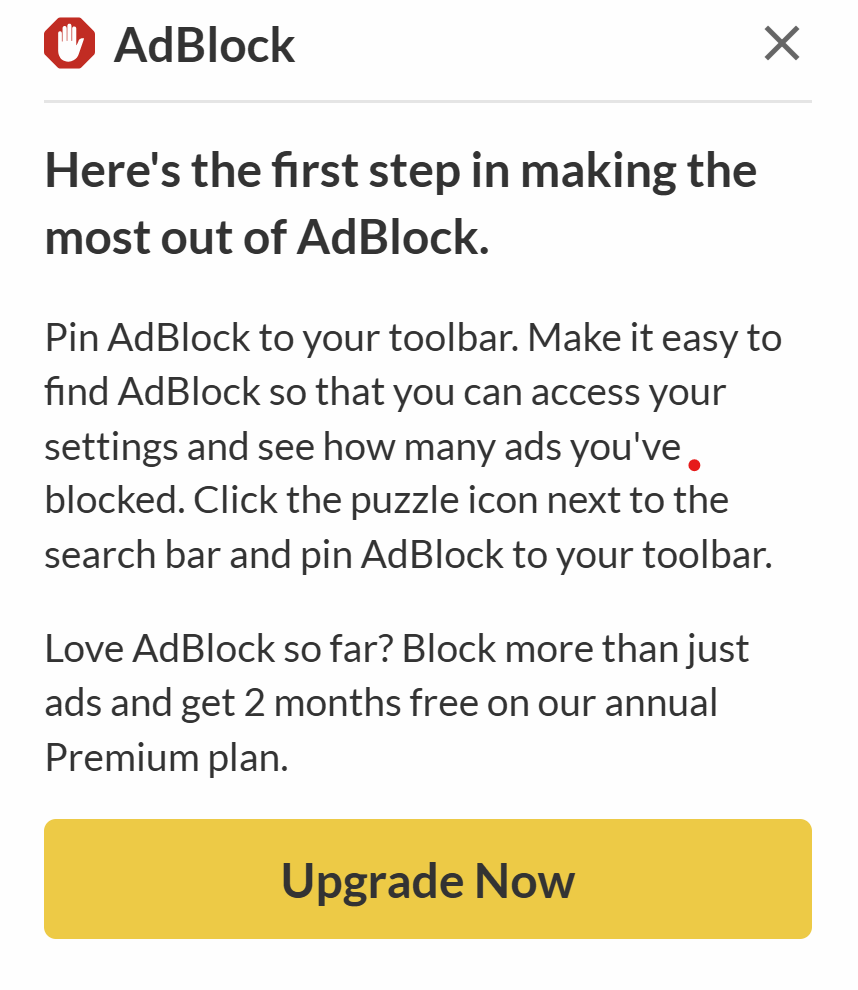 AdBlock
Here's the first step in making the
most out of AdBlock.
Pin AdBlock to your toolbar. Make it easy to
find AdBlock so that you can access your
settings and see how many ads you've
blocked. Click the puzzle icon next to the
search bar and pin AdBlock to your toolbar.
Love AdBlock so far? Block more than just
ads and get 2 months free on our annual
Premium plan.
Upgrade Now